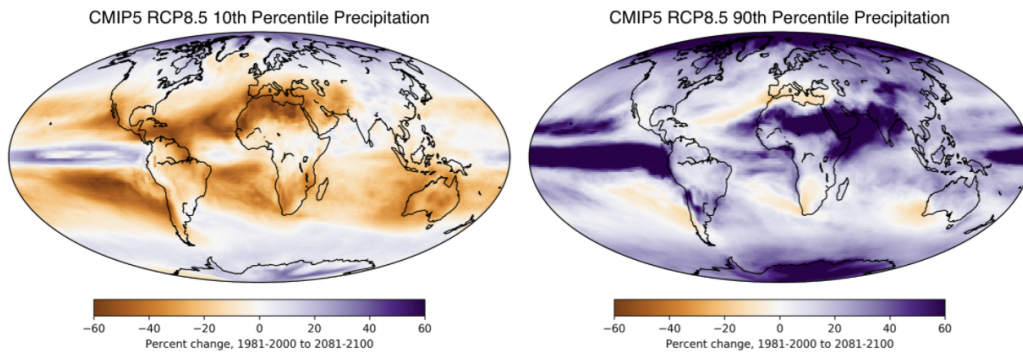 CMIP5 RCP8.5 10th Percentile Precipitation
−60 −40 −20 0 20 40 60
Percent change, 1981-2000 to 2081-2100
CMIP5 RCP8.5 90th Percentile Precipitation
−60 −40 −20 0 20 40 60
Percent change, 1981-2000 to 2081-2100